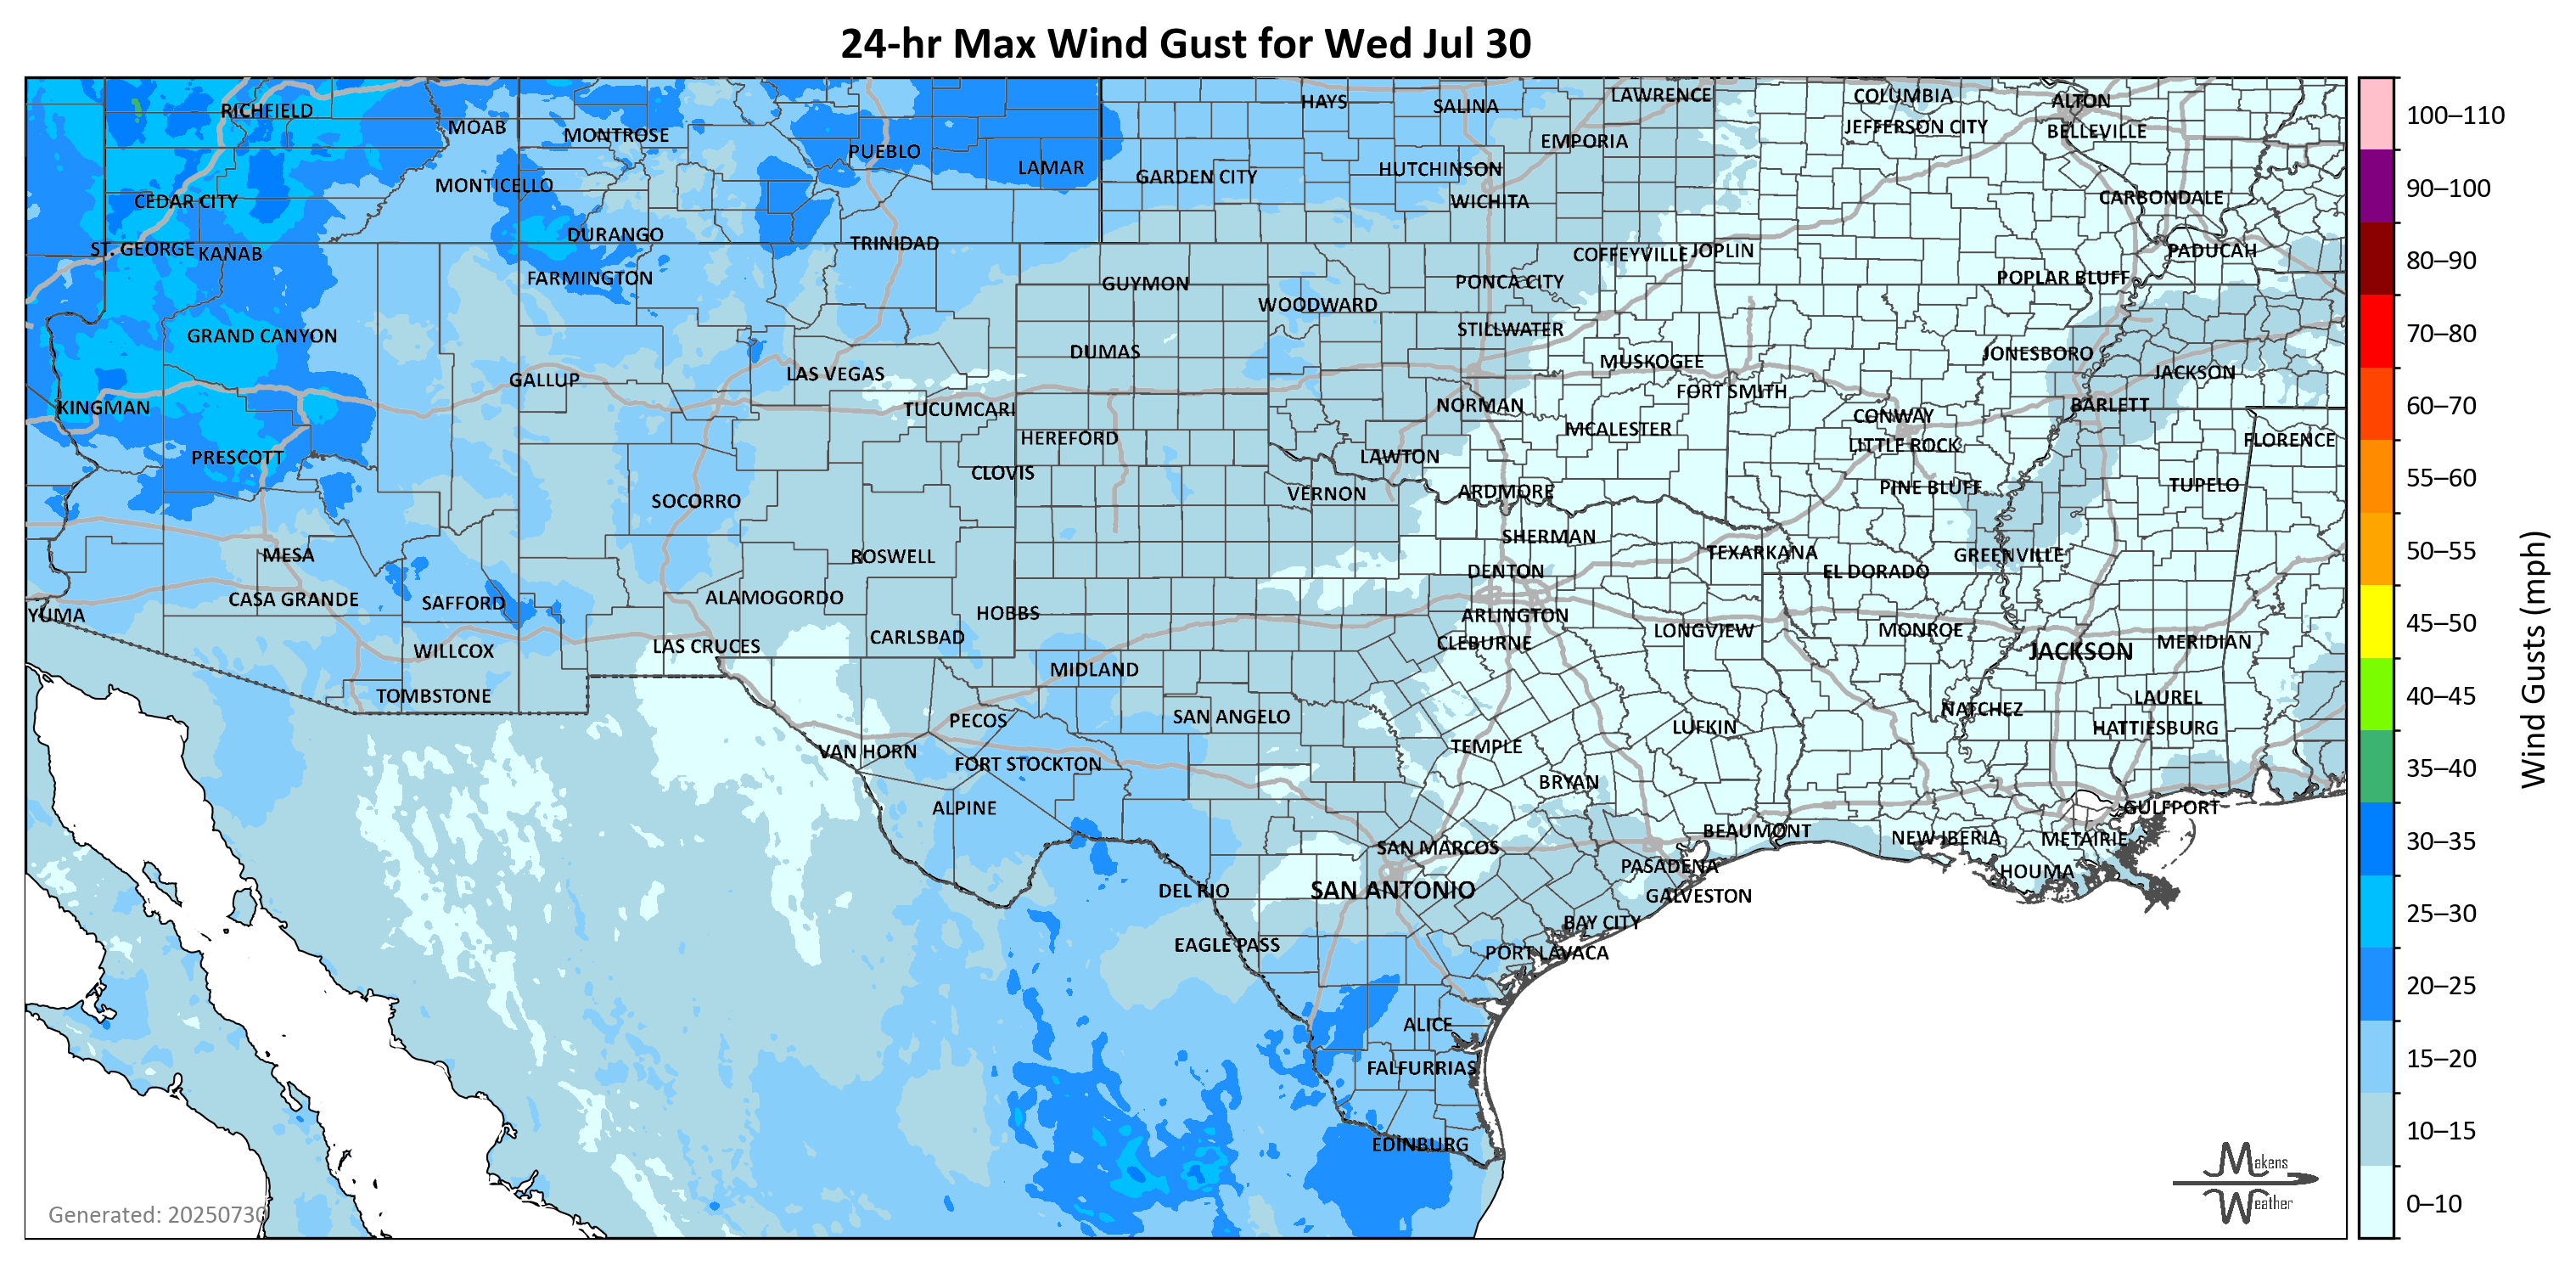 24-hr Max Wind Gust for Wed Jul 30
RICHFIELD
MOAB
MONTROSE
PUEBLO
LAMAR
HAYS
SALINA
LAWRENCE
EMPORIA
COLUMBIA
JEFFERSON CITY
ALTON
BELLEVILLE
100–110
CEDAR CITY
MONTICELLO
GARDEN CITY
HUTCHINSON
WICHITA
CARBONDALE
90–100
ST. GEORGE
KANAB
DURANGO
TRINIDAD
COFFEYVILLE
JOPLIN
PADUCAH
80–90
FARMINGTON
GUYMON
WOODWARD
PONCA CITY
POPLAR BLUFF
GRAND CANYON
STILLWATER
70–80
DUMAS
MUSKOGEE
JONESBORO
GALLUP
LAS VEGAS
FORT SMITH
JACKSON
KINGMAN
TUCUMCARI
NORMAN
CONWAY
BARLETT
60–70
PRESCOTT
HEREFORD
MCALESTER
LITTLE ROCK
FLORENCE
CLOVIS
LAWTON
55–60
SOCORRO
VERNON
ARDMORE
PINE BLUFF
TUPELO
MESA
ROSWELL
SHERMAN
TEXARKANA
GREENVILLE
50–55
CASA GRANDE
SAFFORD
ALAMOGORDO
DENTON
EL DORADO
YUMA
HOBBS
ARLINGTON
45–50
WILLCOX
LAS CRUCES
CARLSBAD
CLEBURNE
LONGVIEW
MONROE
JACKSON
MERIDIAN
TOMBSTONE
MIDLAND
LAUREL
40–45
PECOS
SAN ANGELO
LUFKIN
NATCHEZ
HATTIESBURG
VAN HORN
FORT STOCKTON
TEMPLE
35–40
ALPINE
BRYAN
GULFPORT
BEAUMONT
NEW IBERIA
METAIRIE
30–35
SAN MARCOS
PASADENA
HOUMA
DEL RIO
SAN ANTONIO
GALVESTON
25–30
EAGLE PASS
BAY CITY
PORT LAVACA
20–25
ALICE
FALFURRIAS
15–20
EDINBURG
10–15
Generated: 20250730
Makens
Weather
0–10
Wind Gusts (mph)